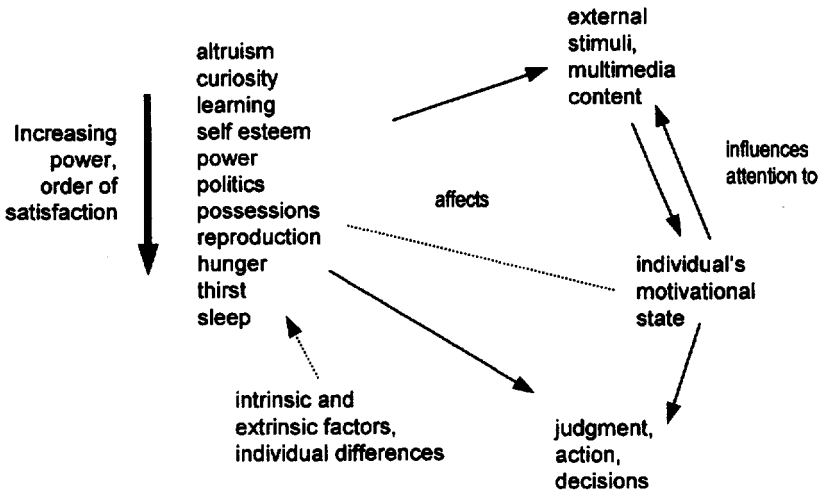 Increasing
power,
order of
satisfaction
altruism
curiosity
learning
self esteem
power
politics
possessions
reproduction
hunger
thirst
sleep
intrinsic and
extrinsic factors,
individual differences
affects
external
stimuli,
multimedia
content
influences
attention to
individual's
motivational
state
judgment,
action,
decisions